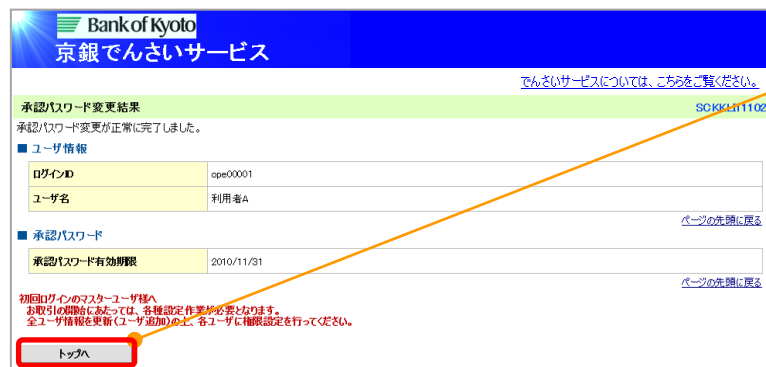 Bank of Kyoto
京銀でんさいサービス
でんさいサービスについては、こちらをご覧ください。
承認パスワード変更結果
承認パスワード変更が正常に完了しました。
■ ユーザ情報
ログインID ope00001
ユーザ名 利用者A
ページの先頭に戻る
■ 承認パスワード
承認パスワード有効期限 2010/11/31
ページの先頭に戻る
初回ログインのマスターユーザ様へ
お取引の開始にあたっては、各種設定作業が必要となります。
全ユーザ情報を更新(ユーザ追加)の上、各ユーザに権限設定を行ってください。
トップへ